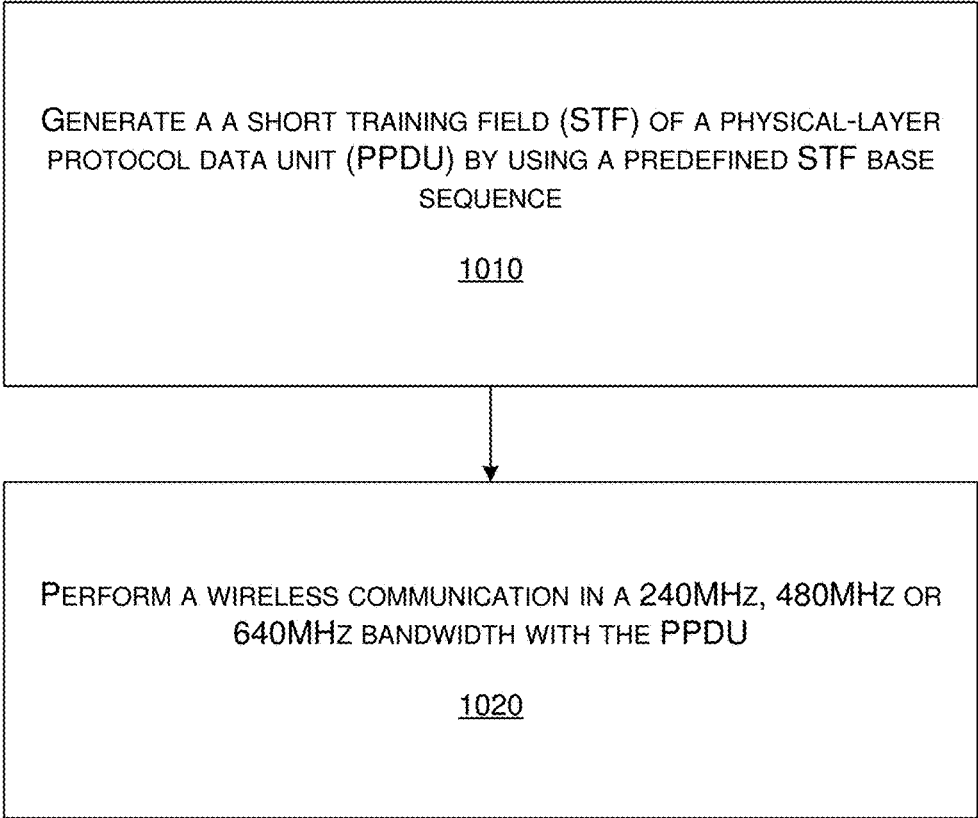 GENERATE A A SHORT TRAINING FIELD (STF) OF A PHYSICAL-LAYER
PROTOCOL DATA UNIT (PPDU) BY USING A PREDEFINED STF BASE
SEQUENCE
1010
PERFORM A WIRELESS COMMUNICATION IN A 240MHZ, 480MHZ OR
640MHZ BANDWIDTH WITH THE PPDU
1020